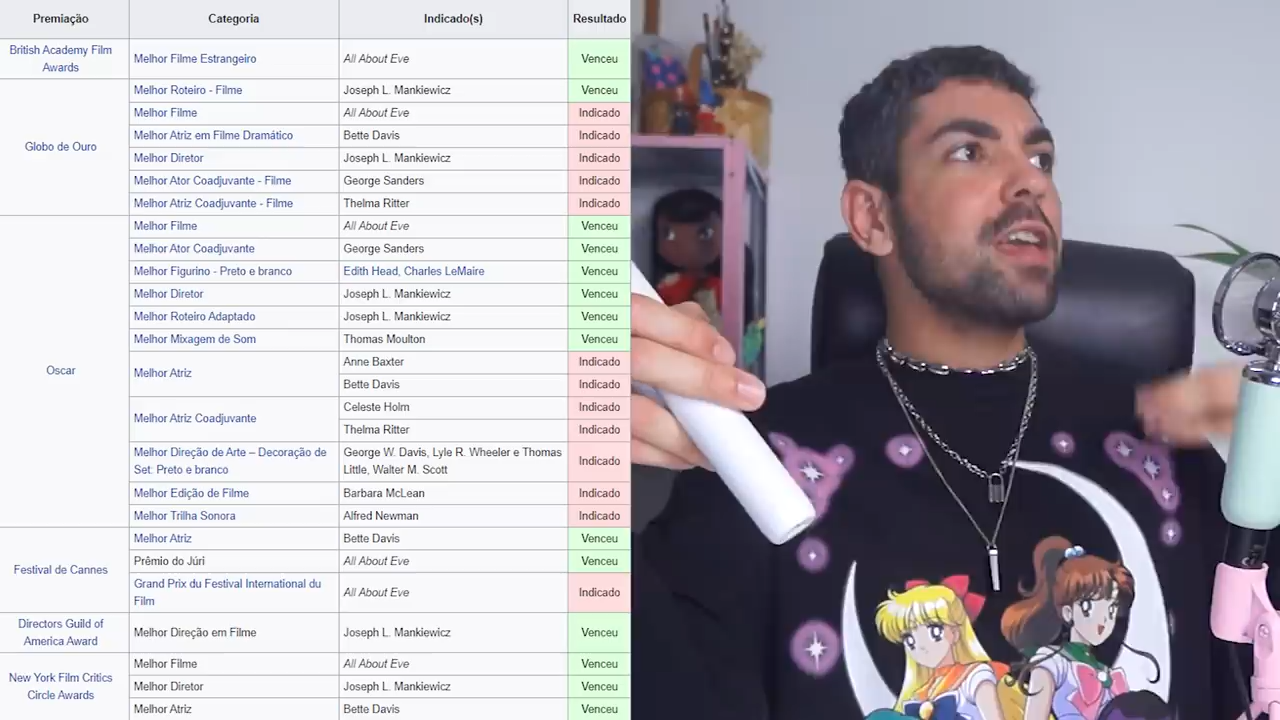 Premiação Categoria Indicado(s) Resultado
British Academy Film
Awards
Melhor Filme Estrangeiro All About Eve Venceu
Globo de Ouro
Melhor Roteiro - Filme Joseph L. Mankiewicz Venceu
Melhor Filme All About Eve Indicado
Melhor Atriz em Filme Dramático Bette Davis Indicado
Melhor Diretor Joseph L. Mankiewicz Indicado
Melhor Ator Coadjuvante - Filme George Sanders Indicado
Melhor Atriz Coadjuvante - Filme Thelma Ritter Indicado
Oscar
Melhor Filme All About Eve Venceu
Melhor Ator Coadjuvante George Sanders Venceu
Melhor Figurino - Preto e branco Edith Head, Charles LeMaire Venceu
Melhor Diretor Joseph L. Mankiewicz Venceu
Melhor Roteiro Adaptado Joseph L. Mankiewicz Venceu
Melhor Mixagem de Som Thomas Moulton Venceu
Melhor Atriz
Anne Baxter Indicado
Bette Davis Indicado
Melhor Atriz Coadjuvante
Celeste Holm Indicado
Thelma Ritter Indicado
Melhor Direção de Arte – Decoração de
Set: Preto e branco
George W. Davis, Lyle R. Wheeler e Thomas
Little, Walter M. Scott
Indicado
Melhor Edição de Filme Barbara McLean Indicado
Melhor Trilha Sonora Alfred Newman Indicado
Festival de Cannes
Melhor Atriz Bette Davis Venceu
Prêmio do Júri All About Eve Venceu
Grand Prix du Festival International du
Film
All About Eve Indicado
Directors Guild of
America Award
Melhor Direção em Filme Joseph L. Mankiewicz Venceu
New York Film Critics
Circle Awards
Melhor Filme All About Eve Venceu
Melhor Diretor Joseph L. Mankiewicz Venceu
Melhor Atriz Bette Davis Venceu